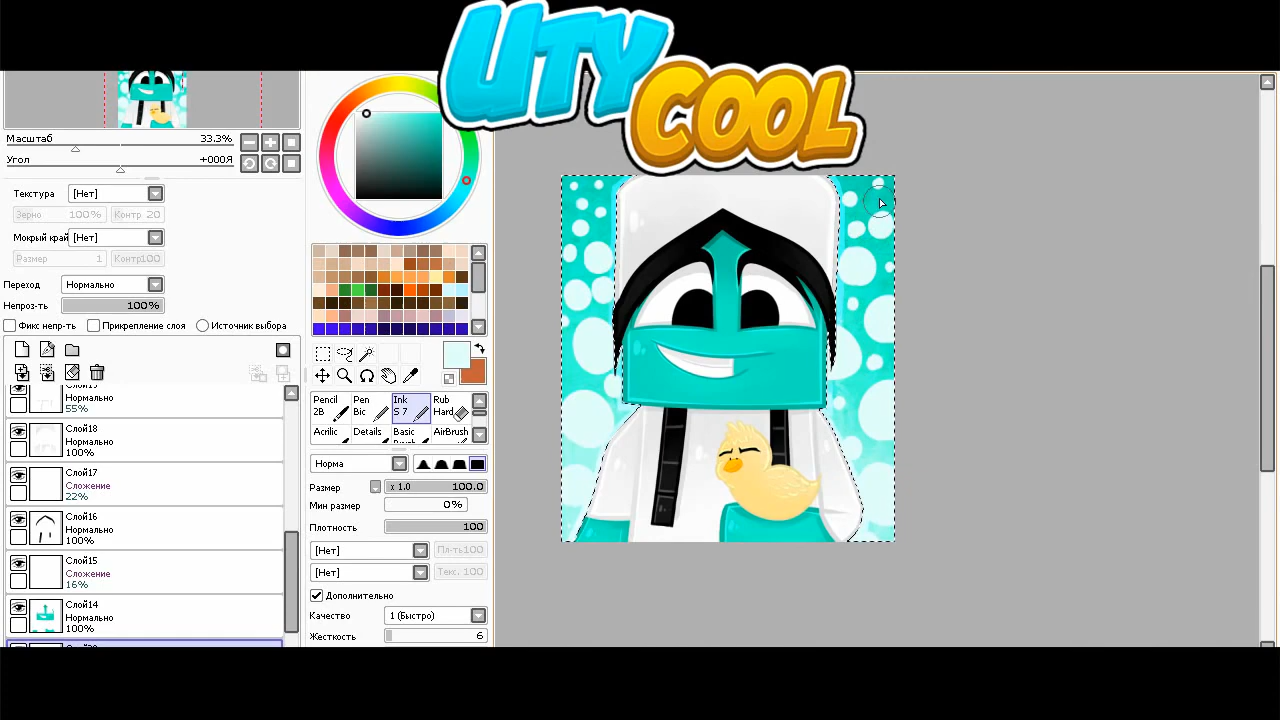 UTY
COOL
Масштаб 33.3%
Угол +000Я
Текстура [Нет]
Зерно 100% Контр 20
Мокрый край [Нет]
Размер 1 Контр100
Переход Нормально
Непроз-ть 100%
Фикс непр-ть Прикрепление слоя Источник выбора
Нормально
55%
Слой18
Нормально
100%
Слой17
Сложение
22%
Слой16
Нормально
100%
Слой15
Сложение
16%
Слой14
Нормально
100%
Pencil Pen Ink Rub
2B Bic S 7 Hard
Acrilic Details Basic AirBrush
Норма
Размер x 1.0 100.0
Мин размер 0%
Плотность 100
[Нет] Пл-ть100
[Нет] Текс. 100
Дополнительно
Качество 1 (Быстро)
Жесткость 6